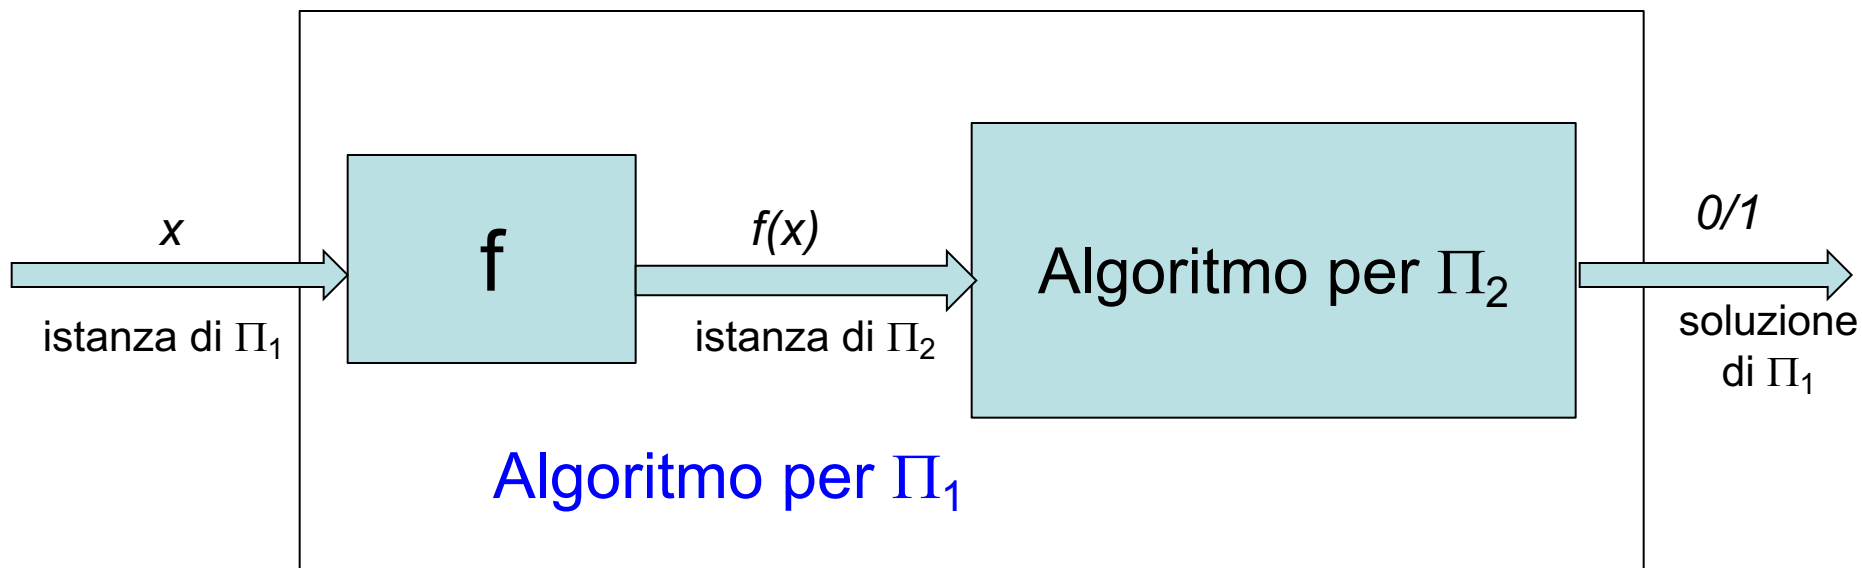 x
istanza di Π₁
f
f(x)
istanza di Π₂
Algoritmo per Π₂
0/1
soluzione
di Π₁
Algoritmo per Π₁